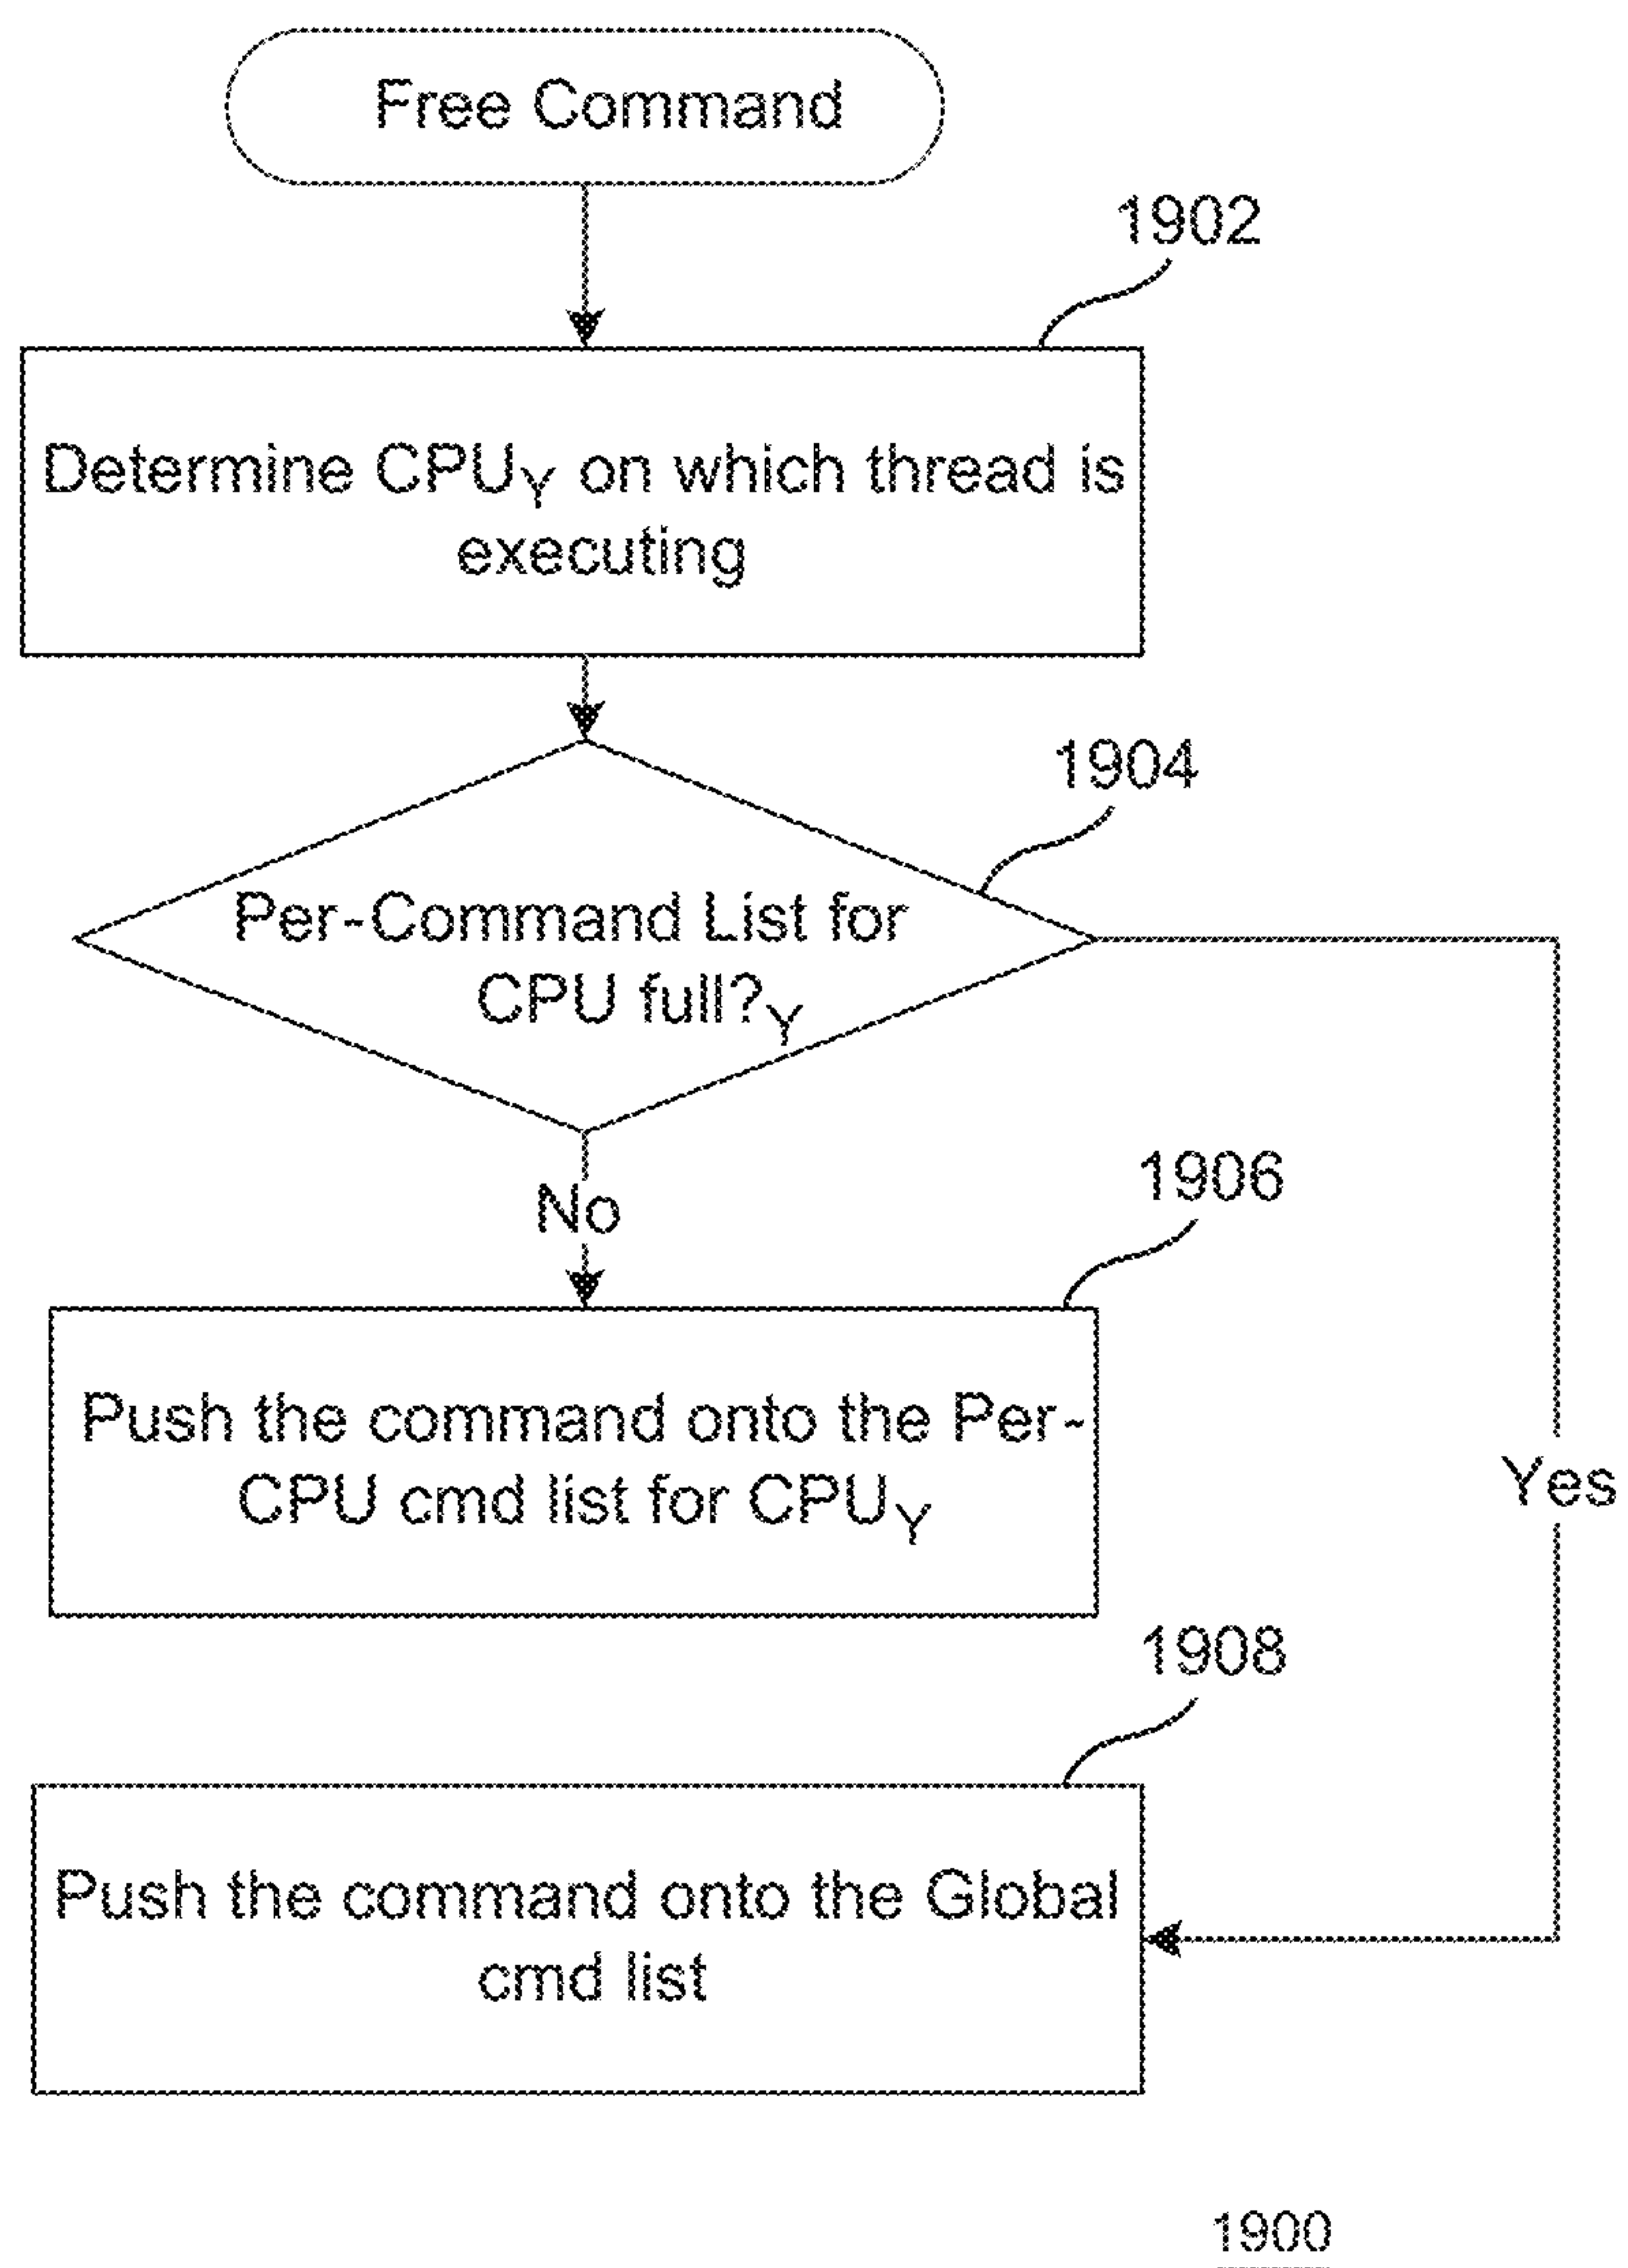 Free Command
1902
Determine CPUY on which thread is
executing
1904
Per-Command List for
CPU full?Y
No
1906
Push the command onto the Per-
CPU cmd list for CPUY
Yes
1908
Push the command onto the Global
cmd list
1900